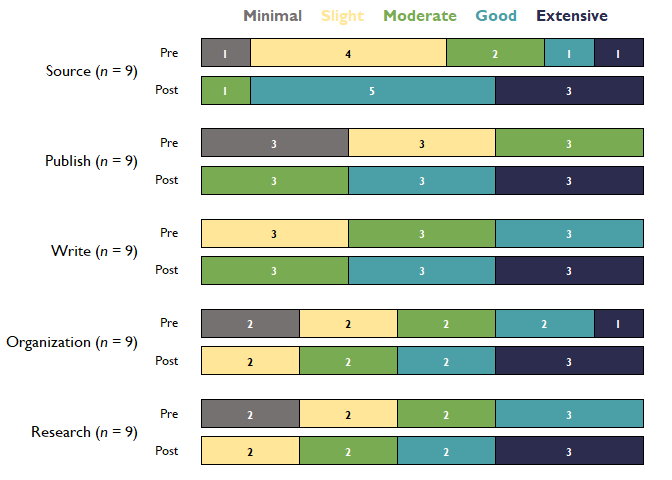 Minimal Slight Moderate Good Extensive
Pre 1 4 2 1 1
Source (n = 9)
Post 1 5 3
Pre 3 3 3
Publish (n = 9)
Post 3 3 3
Pre 3 3 3
Write (n = 9)
Post 3 3 3
Pre 2 2 2 2 1
Organization (n = 9)
Post 2 2 2 3
Pre 2 2 2 3
Research (n = 9)
Post 2 2 2 3